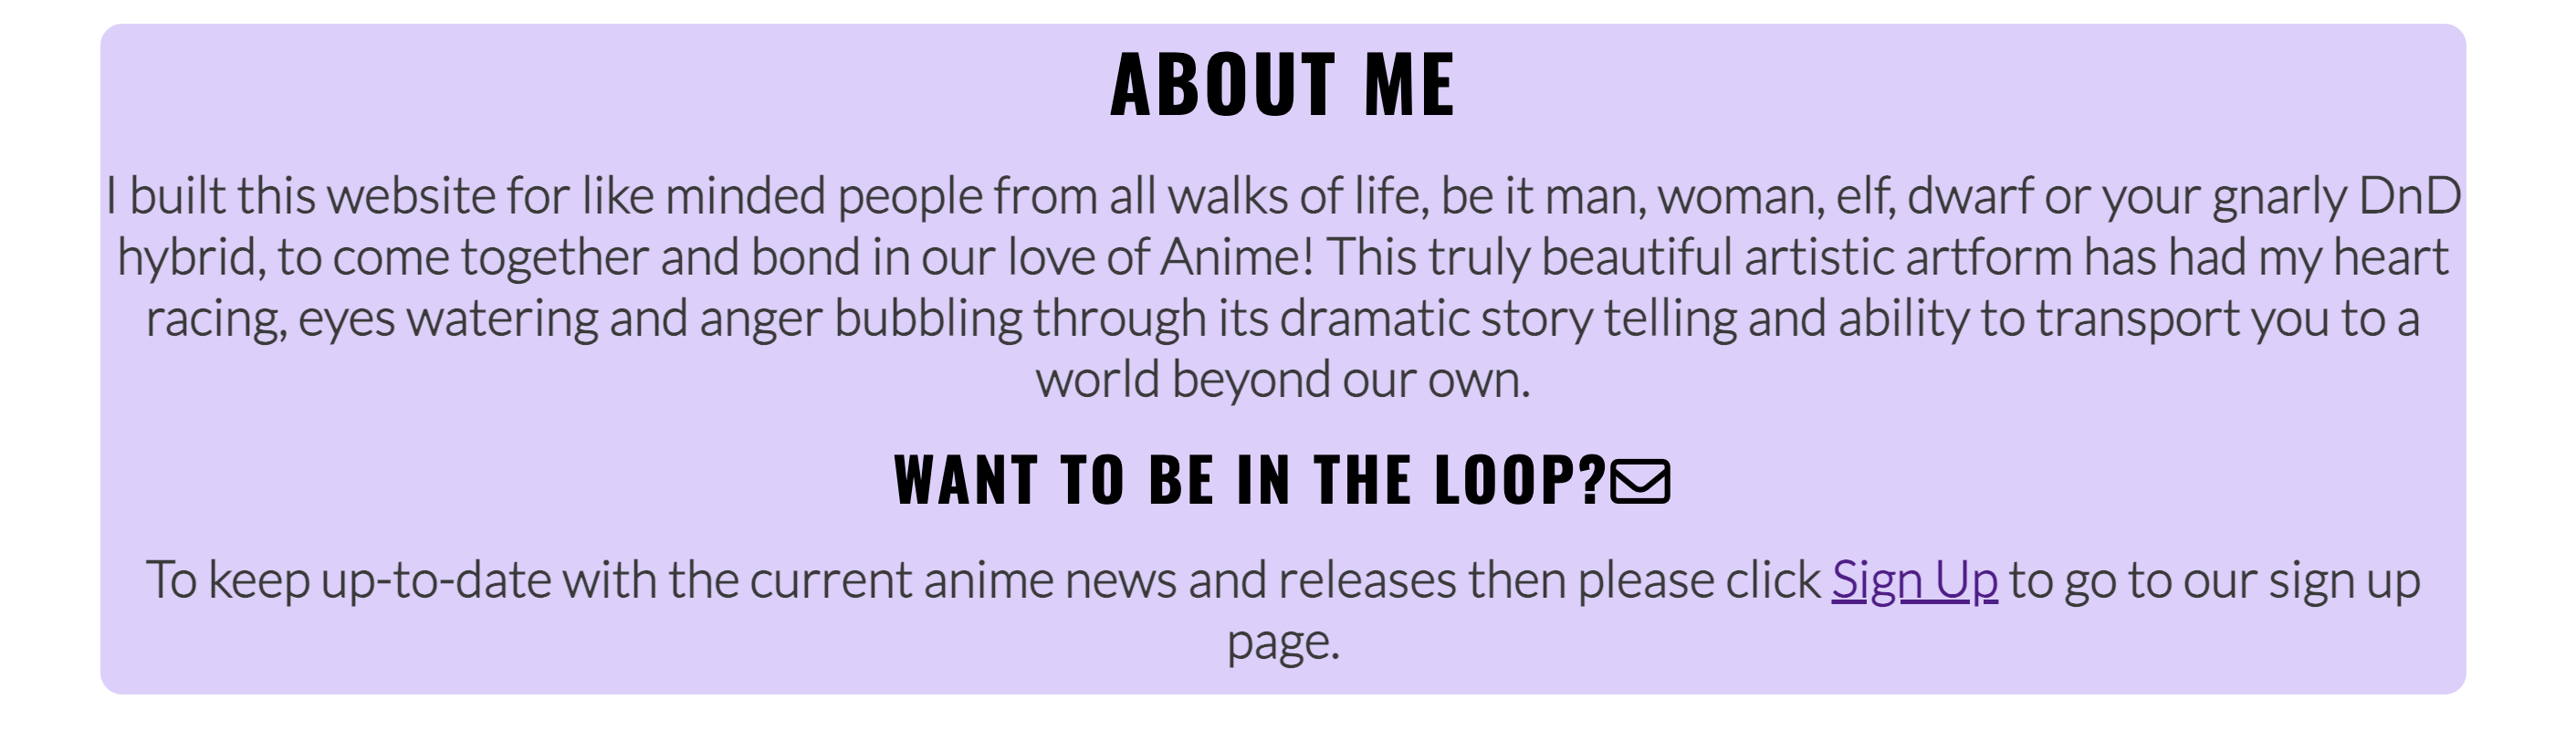 ABOUT ME
I built this website for like minded people from all walks of life, be it man, woman, elf, dwarf or your gnarly DnD
hybrid, to come together and bond in our love of Anime! This truly beautiful artistic artform has had my heart
racing, eyes watering and anger bubbling through its dramatic story telling and ability to transport you to a
world beyond our own.
WANT TO BE IN THE LOOP?
To keep up-to-date with the current anime news and releases then please click Sign Up to go to our sign up
page.